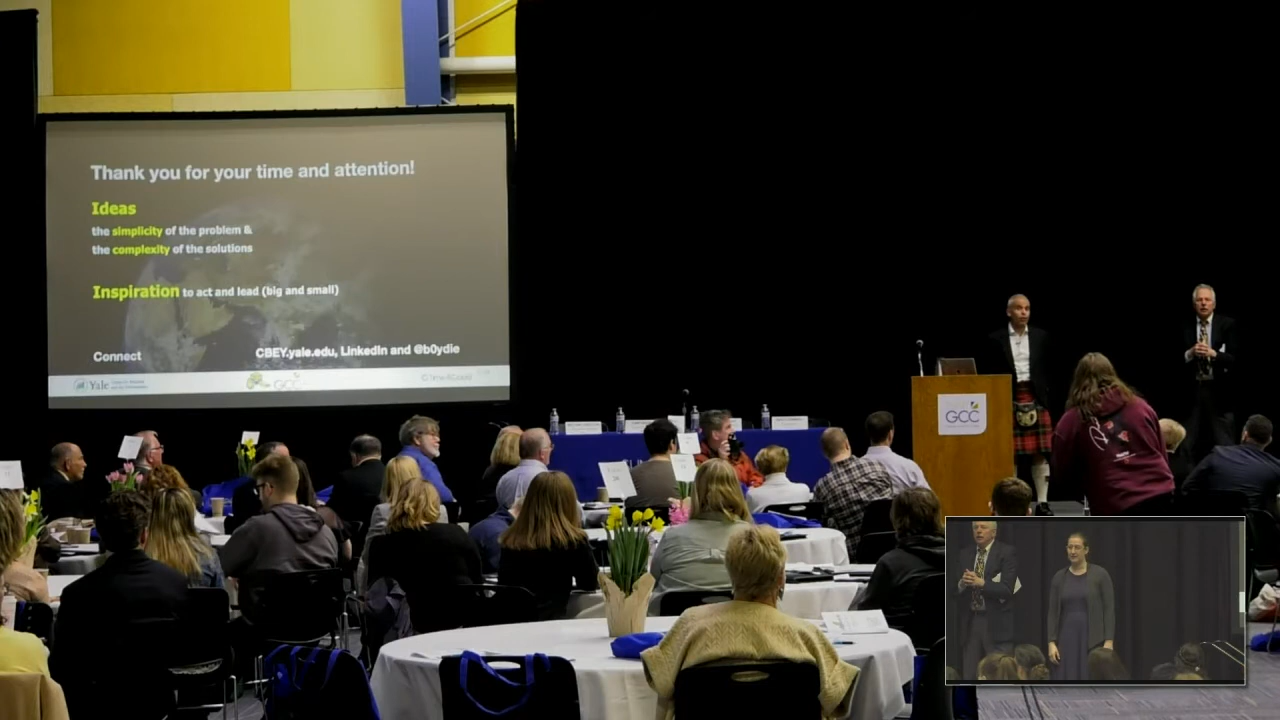 Thank you for your time and attention!
Ideas
the simplicity of the problem &
the complexity of the solutions
Inspiration to act and lead (big and small)
Connect
CBEY.yale.edu, LinkedIn and @b0ydie
Yale
GCC
GCC